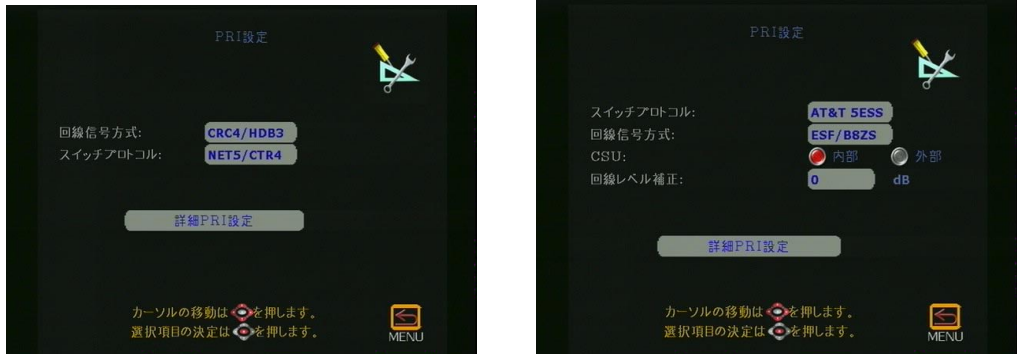 PRI設定
回線信号方式: CRC4/HDB3
スイッチプロトコル: NET5/CTR4
詳細PRI設定
カーソルの移動は を押します。
選択項目の決定は を押します。
MENU
PRI設定
スイッチプロトコル: AT&T 5ESS
回線信号方式: ESF/B8ZS
CSU: 内部 外部
回線レベル補正: 0 dB
詳細PRI設定
カーソルの移動は を押します。
選択項目の決定は を押します。
MENU